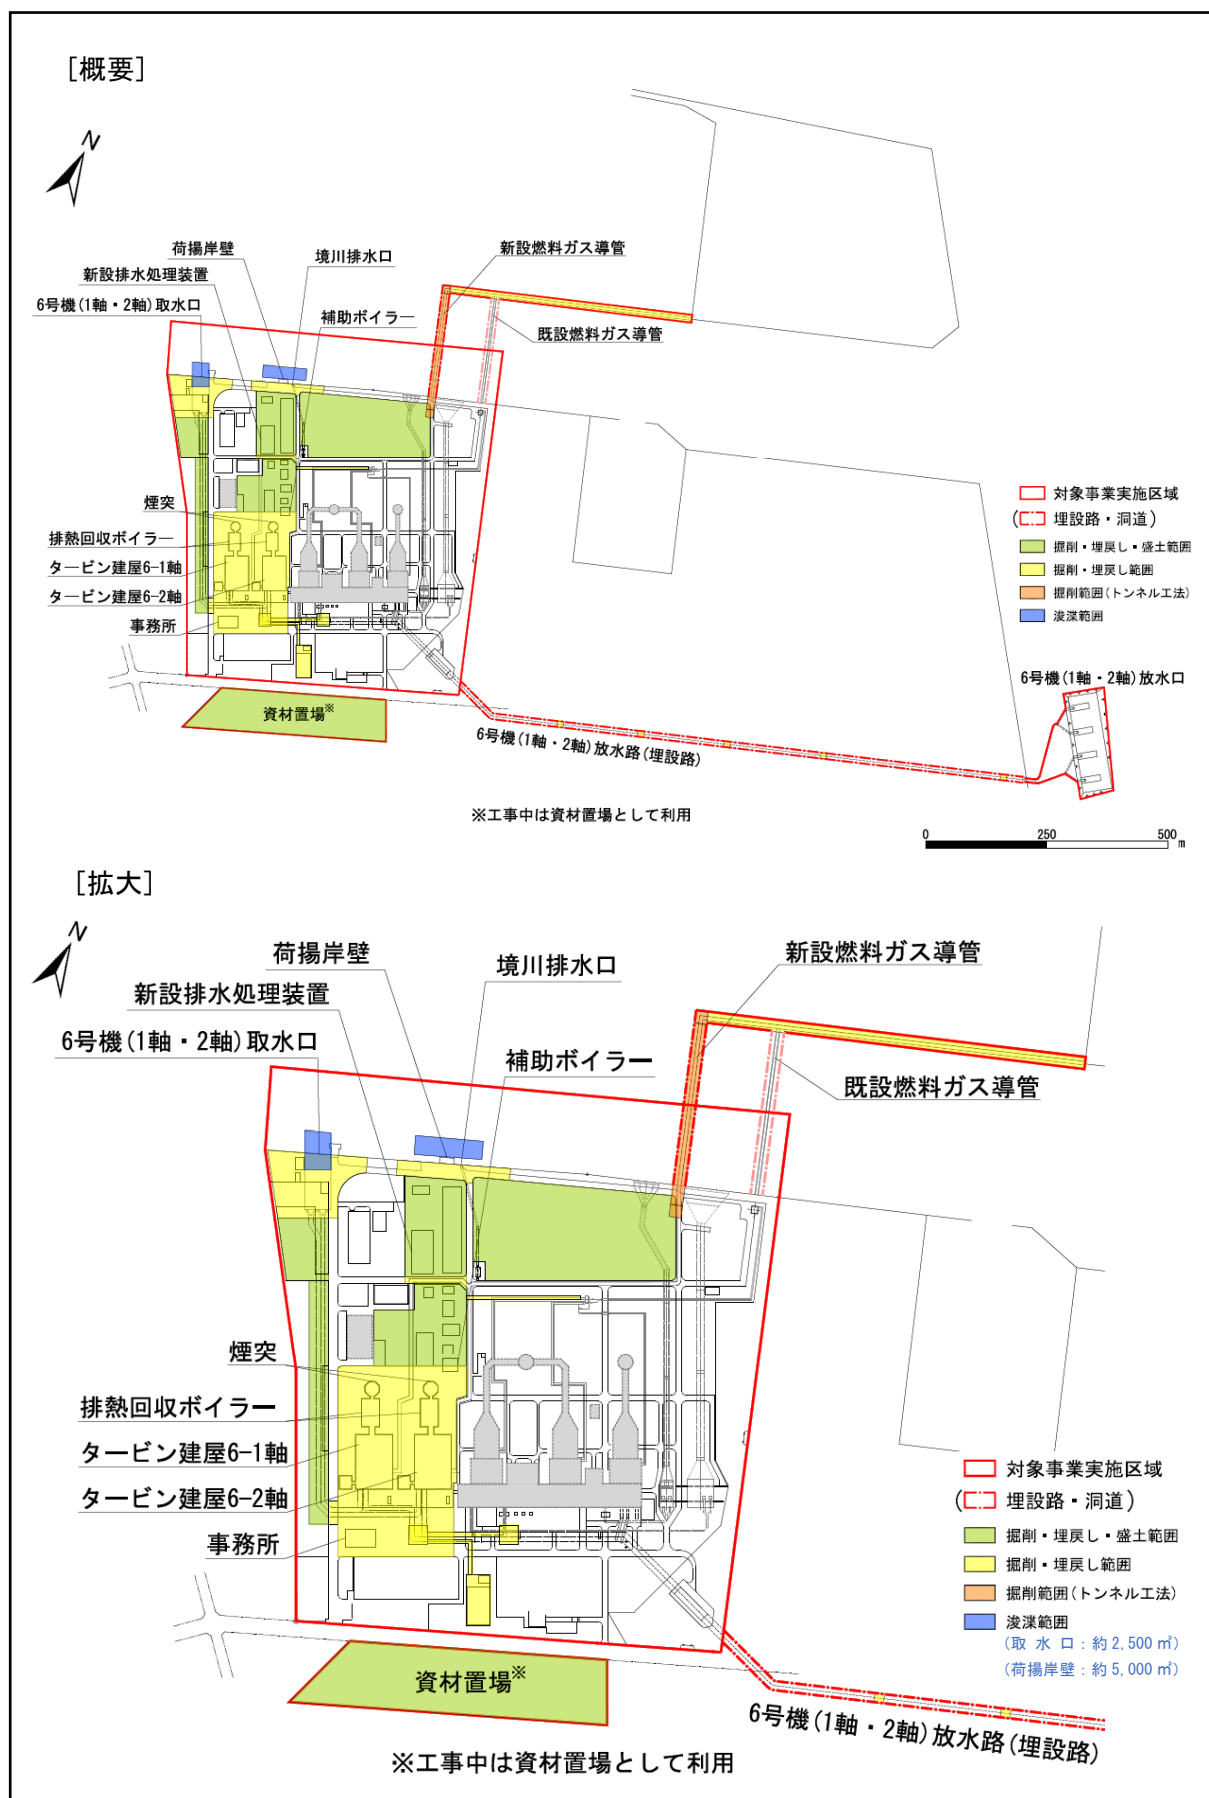 ［概要］
N
荷揚岸壁
境川排水口
新設燃料ガス導管
新設排水処理装置
6号機(1軸・2軸)取水口
補助ボイラー
既設燃料ガス導管
煙突
排熱回収ボイラー
タービン建屋6-1軸
タービン建屋6-2軸
事務所
対象事業実施区域
( 埋設路・洞道)
掘削・埋戻し・盛土範囲
掘削・埋戻し範囲
掘削範囲(トンネル工法)
浚渫範囲
6号機(1軸・2軸)放水口
資材置場※
6号機(1軸・2軸)放水路(埋設路)
※工事中は資材置場として利用
0 250 500 m
［拡大］
N
荷揚岸壁
境川排水口
新設燃料ガス導管
新設排水処理装置
6号機(1軸・2軸)取水口
補助ボイラー
既設燃料ガス導管
煙突
排熱回収ボイラー
タービン建屋6-1軸
タービン建屋6-2軸
事務所
対象事業実施区域
( 埋設路・洞道)
掘削・埋戻し・盛土範囲
掘削・埋戻し範囲
掘削範囲(トンネル工法)
浚渫範囲
(取 水 口：約2,500㎡)
(荷揚岸壁：約5,000㎡)
資材置場※
6号機(1軸・2軸)放水路(埋設路)
※工事中は資材置場として利用